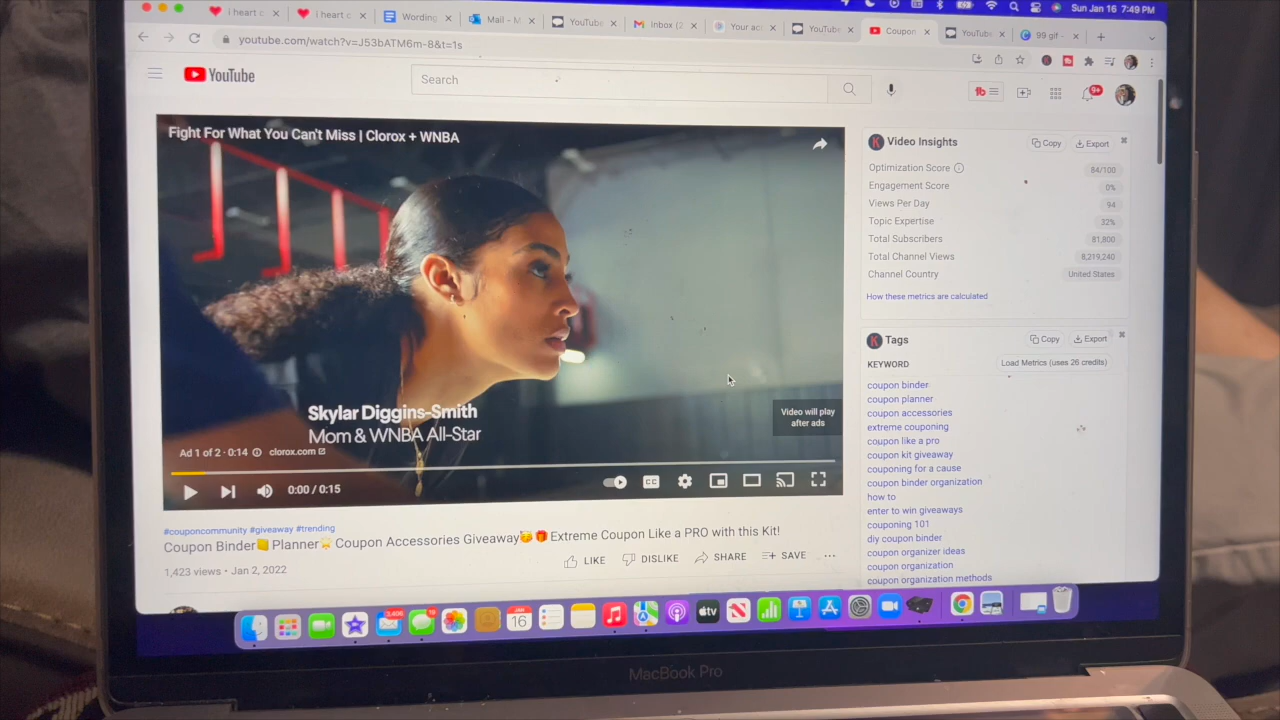 Sun Jan 16 7:49 PM
i heart c
i heart c
Wording
Mail – M
YouTube
Inbox (2
Your ac
YouTube
Coupon
YouTube
99 gif -
youtube.com/watch?v=J53bATM6m-8&t=1s
YouTube
Search
9+
Fight For What You Can't Miss | Clorox + WNBA
Skylar Diggins-Smith
Mom & WNBA All-Star
Video will play
after ads
Ad 1 of 2 · 0:14
clorox.com
CC
0:00 / 0:15
#couponcommunity #giveaway #trending
Coupon Binder Planner Coupon Accessories Giveaway Extreme Coupon Like a PRO with this Kit!
1,423 views • Jan 2, 2022
LIKE
DISLIKE
SHARE
SAVE
Video Insights
Copy
Export
Optimization Score 84/100
Engagement Score 0%
Views Per Day 94
Topic Expertise 32%
Total Subscribers 81,800
Total Channel Views 8,219,240
Channel Country United States
How these metrics are calculated
Tags
Copy
Export
KEYWORD
Load Metrics (uses 26 credits)
coupon binder
coupon planner
coupon accessories
extreme couponing
coupon like a pro
coupon kit giveaway
couponing for a cause
coupon binder organization
how to
enter to win giveaways
couponing 101
diy coupon binder
coupon organizer ideas
coupon organization
coupon organization methods
JAN
16
tv
MacBook Pro